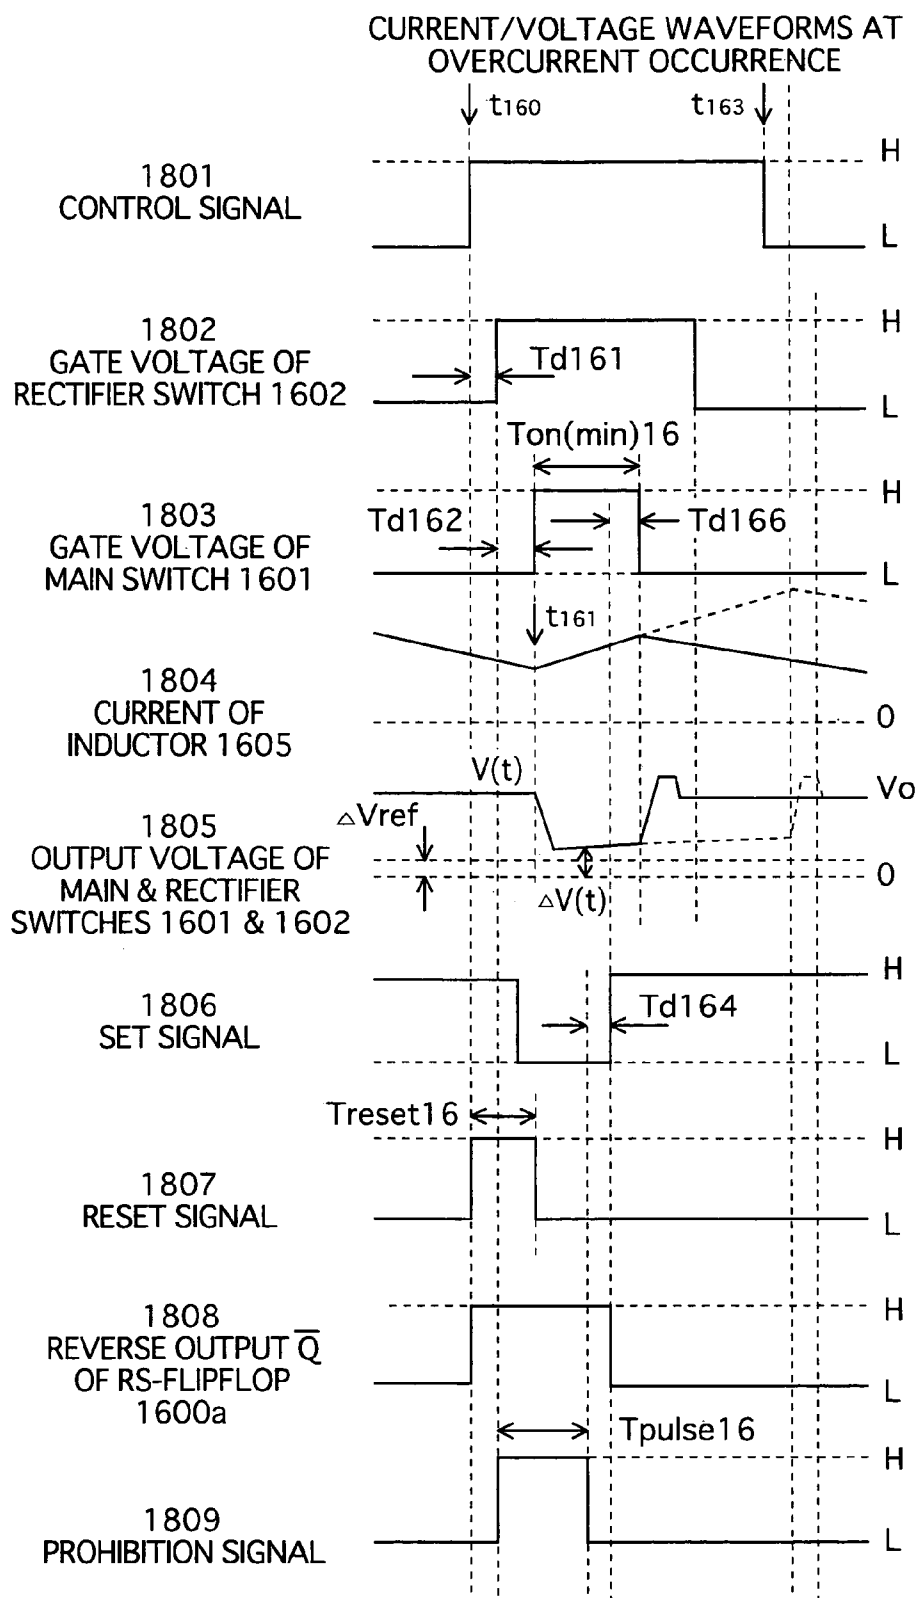 CURRENT/VOLTAGE WAVEFORMS AT
OVERCURRENT OCCURRENCE
t160
t163
1801
CONTROL SIGNAL
H
L
1802
GATE VOLTAGE OF
RECTIFIER SWITCH 1602
Td161
H
L
Ton(min)16
1803
GATE VOLTAGE OF
MAIN SWITCH 1601
Td162
Td166
H
L
t161
1804
CURRENT OF
INDUCTOR 1605
0
V(t)
Vo
△Vref
1805
OUTPUT VOLTAGE OF
MAIN & RECTIFIER
SWITCHES 1601 & 1602
0
△V(t)
1806
SET SIGNAL
H
Td164
L
Treset16
1807
RESET SIGNAL
H
L
1808
REVERSE OUTPUT Q̅
OF RS-FLIPFLOP
1600a
H
L
Tpulse16
1809
PROHIBITION SIGNAL
H
L